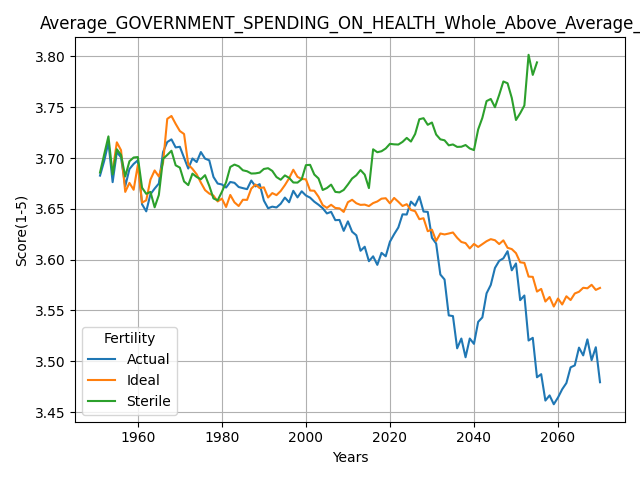 Average_GOVERNMENT_SPENDING_ON_HEALTH_Whole_Above_Average_
3.80
3.75
3.70
3.65
3.60
3.55
3.50
3.45
Score(1-5)
Fertility
Actual
Ideal
Sterile
1960
1980
2000
2020
2040
2060
Years